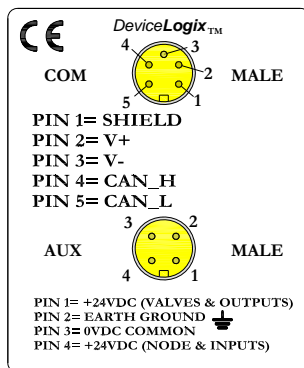 CE
DeviceLogix TM
4 3
COM 2 MALE
5 1
PIN 1= SHIELD
PIN 2= V+
PIN 3= V-
PIN 4= CAN_H
PIN 5= CAN_L
3 2
AUX MALE
4 1
PIN 1= +24VDC (VALVES & OUTPUTS)
PIN 2= EARTH GROUND
PIN 3= 0VDC COMMON
PIN 4= +24VDC (NODE & INPUTS)